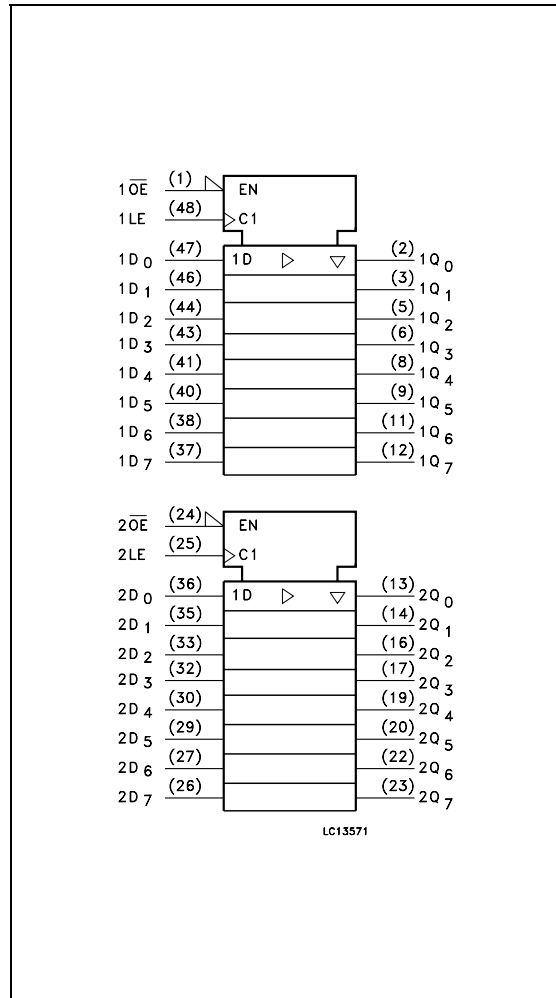 1O̅E̅ (1) EN
1LE (48) C1
1D0 (47) 1D (2) 1Q0
1D1 (46) (3) 1Q1
1D2 (44) (5) 1Q2
1D3 (43) (6) 1Q3
1D4 (41) (8) 1Q4
1D5 (40) (9) 1Q5
1D6 (38) (11) 1Q6
1D7 (37) (12) 1Q7
2O̅E̅ (24) EN
2LE (25) C1
2D0 (36) 1D (13) 2Q0
2D1 (35) (14) 2Q1
2D2 (33) (16) 2Q2
2D3 (32) (17) 2Q3
2D4 (30) (19) 2Q4
2D5 (29) (20) 2Q5
2D6 (27) (22) 2Q6
2D7 (26) (23) 2Q7
LC13571